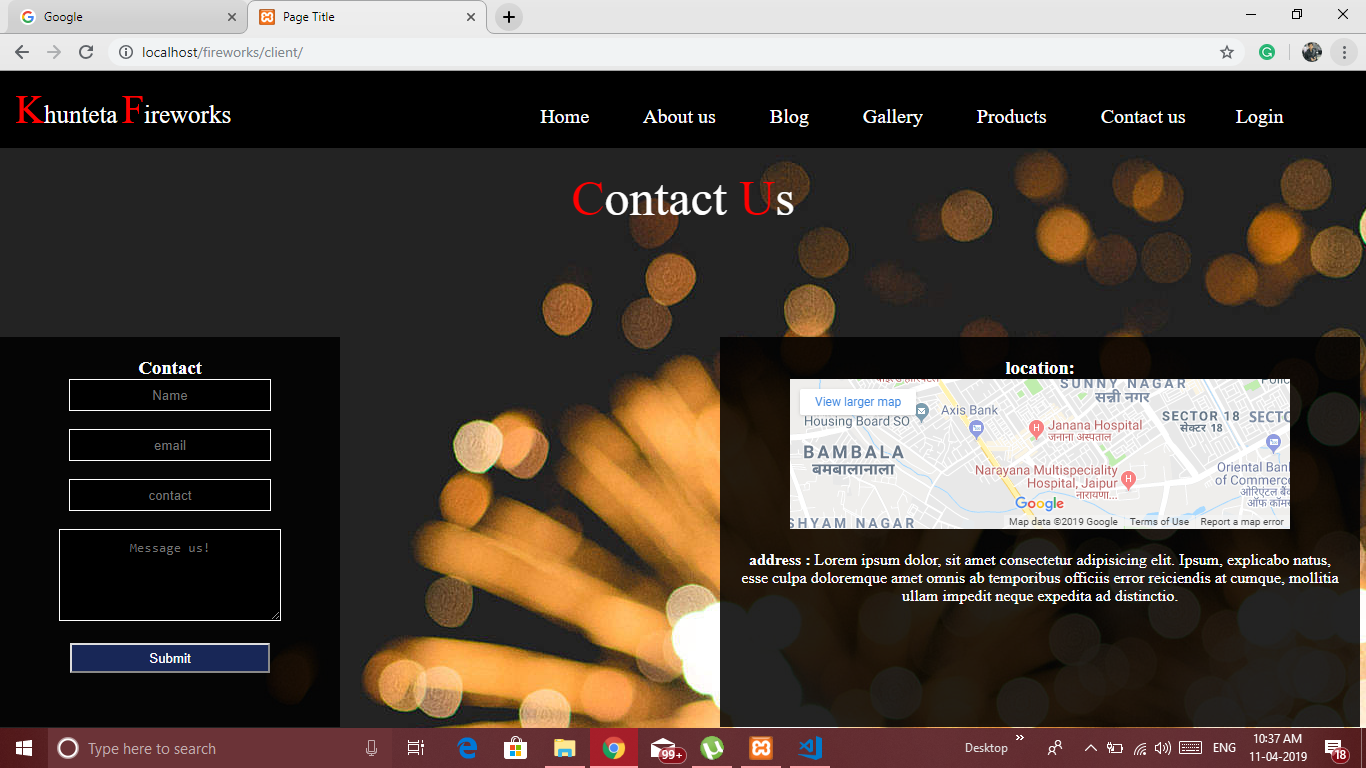 Google
Page Title
localhost/fireworks/client/
Khunteta Fireworks
Home
About us
Blog
Gallery
Products
Contact us
Login
Contact Us
Contact
Name
email
contact
Message us!
Submit
location:
View larger map
Housing Board SO
Axis Bank
SUNNY NAGAR
सन्नी नगर
SECTOR 18
सेक्टर 18
Janana Hospital
जनाना अस्पताल
BAMBALA
बमबालानाला
Narayana Multispeciality
Hospital, Jaipur
नारायणा...
Oriental Ban
of Commerc
ओरिएंटल बैं
ऑफ कॉम
SHYAM NAGAR
Google
Map data ©2019 Google
Terms of Use
Report a map error
address : Lorem ipsum dolor, sit amet consectetur adipisicing elit. Ipsum, explicabo natus,
esse culpa doloremque amet omnis ab temporibus officiis error reiciendis at cumque, mollitia
ullam impedit neque expedita ad distinctio.
Type here to search
99+
Desktop
ENG
10:37 AM
11-04-2019
18